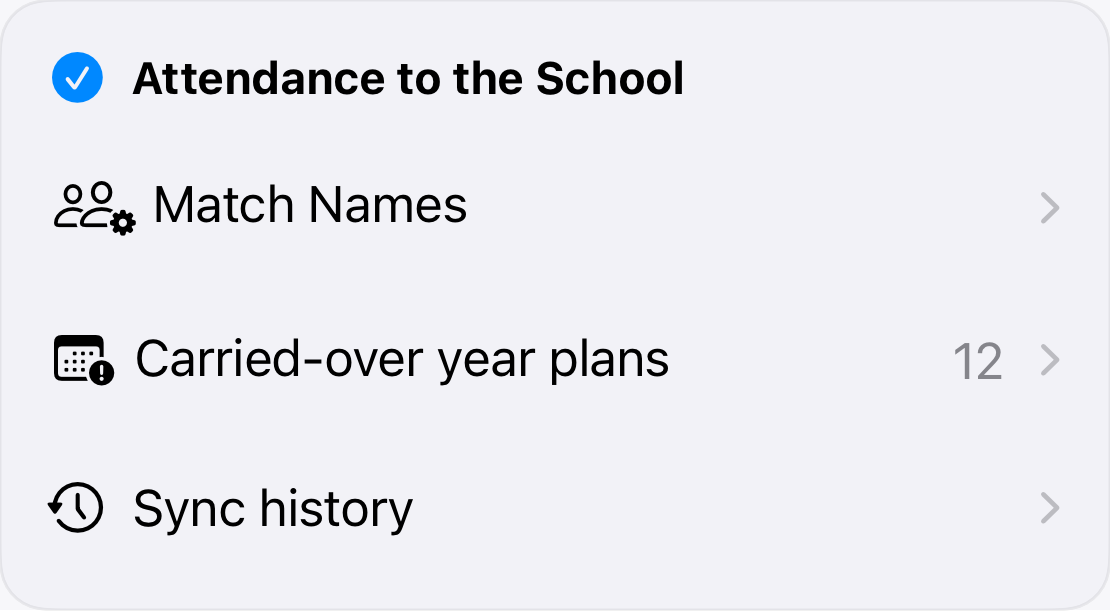 Attendance to the School
Match Names
Carried-over year plans 12
Sync history